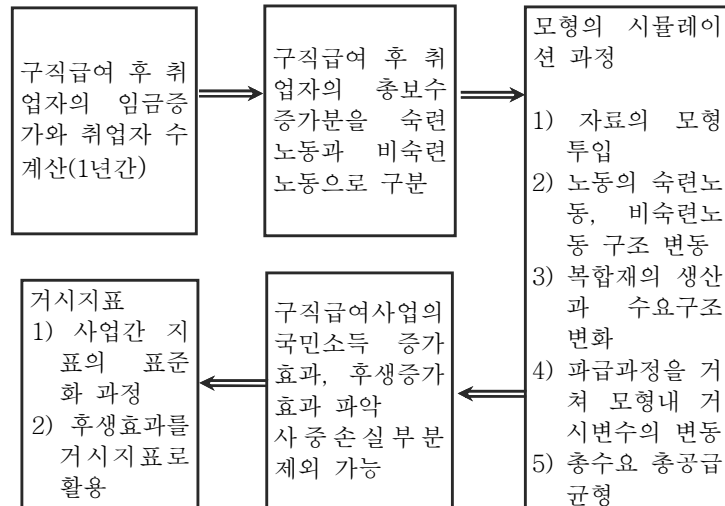 구직급여 후 취
업자의 임금증
가와 취업자 수
계산(1년간)
구직급여 후 취
업자의 총보수
증가분을 숙련
노동과 비숙련
노동으로 구분
모형의 시뮬레이
션 과정
1) 자료의 모형
투입
2) 노동의 숙련노
동, 비숙련노
동 구조 변동
3) 복합재의 생산
과 수요구조
변화
4) 파급과정을 거
쳐 모형내 거
시변수의 변동
5) 총수요 총공급
균형
구직급여사업의
국민소득 증가
효과, 후생증가
효과 파악
사중손실부분
제외 가능
거시지표
1) 사업간 지
표의 표준
화 과정
2) 후생효과를
거시지표로
활용